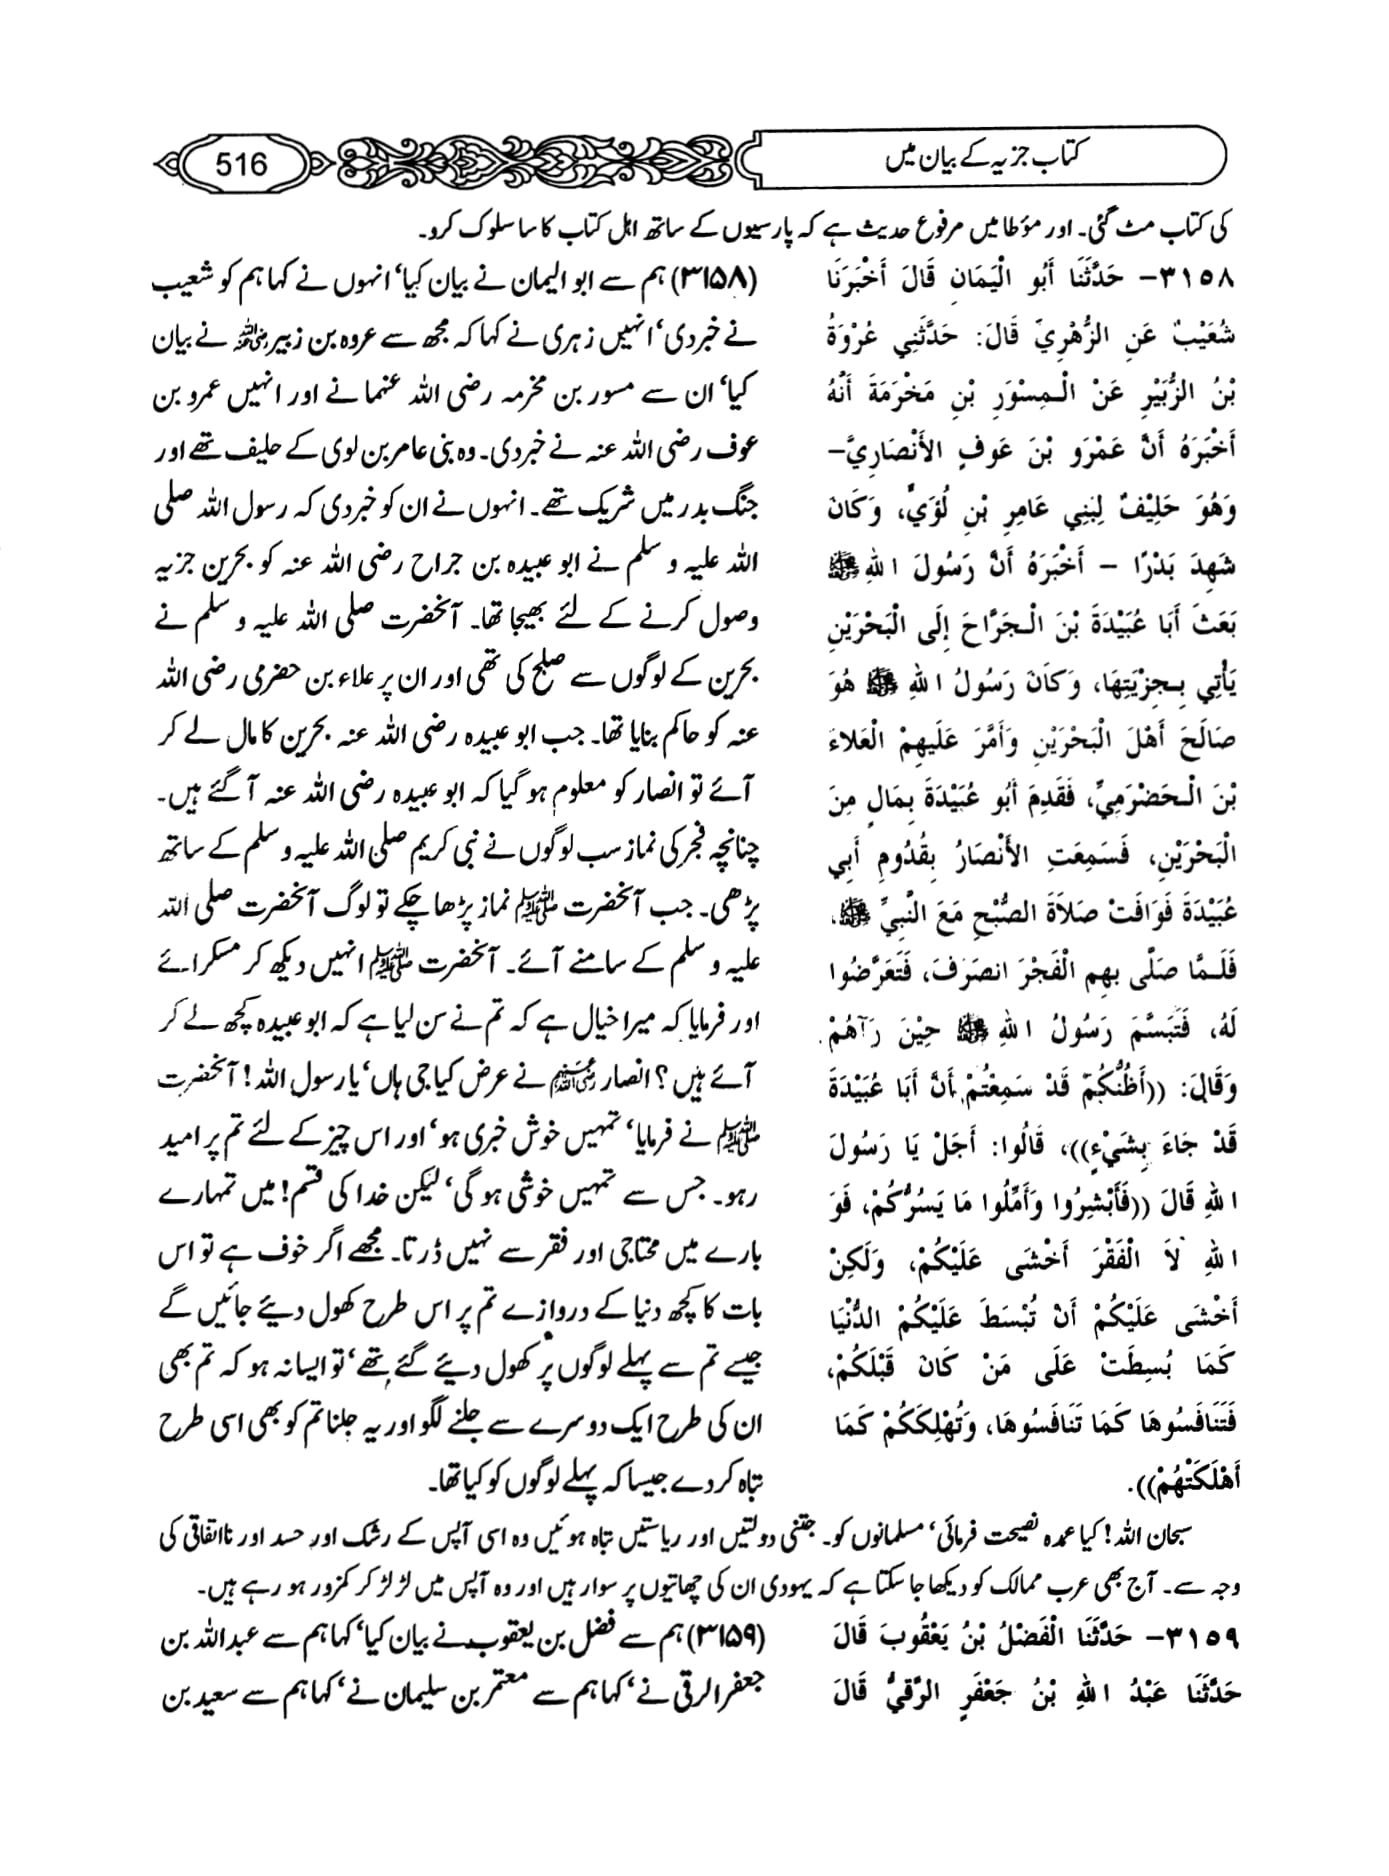 کتاب جزیہ کے بیان میں
516
کی کتاب مٹ گئی۔ اور مؤطا میں مرفوع حدیث ہے کہ پارسیوں کے ساتھ اہل کتاب کا سا سلوک کرو۔
٣١٥٨- حَدَّثَنَا أَبُو الْيَمَانِ قَالَ أَخْبَرَنَا
شُعَيْبٌ عَنِ الزُّهْرِيِّ قَالَ: حَدَّثَنِي عُرْوَةُ
بْنُ الزُّبَيْرِ عَنْ الْـمِسْوَرِ بْنِ مَخْرَمَةَ أَنَّهُ
أَخْبَرَهُ أَنَّ عَمْرَو بْنَ عَوفٍ الأَنْصَارِيَّ-
وَهُوَ حَلِيْفٌ لِبَنِي عَامِرِ بْنِ لُؤَيٍّ، وَكَانَ
شَهِدَ بَدْرًا - أَخْبَرَهُ أَنَّ رَسُولَ اللهِ ﷺ
بَعَثَ أَبَا عُبَيْدَةَ بْنَ الْـجَرَّاحَ إِلَى الْبَحْرَيْنِ
يَأْتِي بِـجِزْيَتِهَا، وَكَانَ رَسُولُ اللهِ ﷺ هُوَ
صَالَحَ أَهْلَ الْبَحْرَيْنِ وَأَمَّرَ عَلَيهِمْ الْعَلاءَ
بْنَ الْـحَضْرَمِيِّ، فَقَدِمَ أَبُو عُبَيْدَةَ بِمَالٍ مِنَ
الْبَحْرَيْنِ، فَسَمِعَتِ الأَنْصَارُ بِقُدُومِ أَبِي
عُبَيْدَةَ فَوَافَتْ صَلاَةَ الصُّبْحِ مَعَ النَّبِيِّ ﷺ،
فَلَـمَّا صَلَّى بِهِم الْفَجْرَ انصَرَفَ، فَتَعَرَّضُوا
لَهُ، فَتَبَسَّمَ رَسُولُ اللهِ ﷺ حِيْنَ رَآهُمْ
وَقَالَ: ((أَظُنُّكُمْ قَدْ سَمِعْتُمْ أَنَّ أَبَا عُبَيْدَةَ
قَدْ جَاءَ بِشَيْءٍ))، قَالُوا: أَجَلْ يَا رَسُولَ
اللهِ قَالَ ((فَأَبْشِرُوا وَأَمِّلُوا مَا يَسُرُّكُمْ، فَوَ
اللهِ لاَ الْفَقْرَ أَخْشَى عَلَيْكُمْ، وَلَكِنْ
أَخْشَى عَلَيْكُمْ أَنْ تُبْسَطَ عَلَيْكُمْ الدُّنْيَا
كَمَا بُسِطَتْ عَلَى مَنْ كَانَ قَبْلَكُمْ،
فَتَنَافَسُوهَا كَمَا تَنَافَسُوهَا، وَتُهْلِكَكُمْ كَمَا
أَهْلَكَتْهُمْ)).
(۳۱۵۸) ہم سے ابوالیمان نے بیان کیا‘ انہوں نے کہا ہم کو شعیب
نے خبر دی‘ انہیں زہری نے کہا کہ مجھ سے عروہ بن زبیر رضی اللہ نے بیان
کیا‘ ان سے مسور بن مخرمہ رضی اللہ عنہما نے اور انہیں عمرو بن
عوف رضی اللہ عنہ نے خبر دی۔ وہ بنی عامر بن لوی کے حلیف تھے اور
جنگ بدر میں شریک تھے۔ انہوں نے ان کو خبر دی کہ رسول اللہ صلی
اللہ علیہ و سلم نے ابو عبیدہ بن جراح رضی اللہ عنہ کو بحرین جزیہ
وصول کرنے کے لئے بھیجا تھا۔ آنحضرت صلی اللہ علیہ و سلم نے
بحرین کے لوگوں سے صلح کی تھی اور ان پر علاء بن حضرمی رضی اللہ
عنہ کو حاکم بنایا تھا۔ جب ابو عبیدہ رضی اللہ عنہ بحرین کا مال لے کر
آئے تو انصار کو معلوم ہو گیا کہ ابو عبیدہ رضی اللہ عنہ آ گئے ہیں۔
چنانچہ فجر کی نماز سب لوگوں نے نبی کریم صلی اللہ علیہ و سلم کے ساتھ
پڑھی۔ جب آنحضرت ﷺ نماز پڑھا چکے تو لوگ آنحضرت صلی اللہ
علیہ و سلم کے سامنے آئے۔ آنحضرت ﷺ انہیں دیکھ کر مسکرائے
اور فرمایا کہ میرا خیال ہے کہ تم نے سن لیا ہے کہ ابو عبیدہ کچھ لے کر
آئے ہیں؟ انصار رضی اللہ عنہم نے عرض کیا جی ہاں‘ یا رسول اللہ! آنحضرت
ﷺ نے فرمایا‘ تمہیں خوش خبری ہو‘ اور اس چیز کے لئے تم پر امید
رہو۔ جس سے تمہیں خوشی ہو گی‘ لیکن خدا کی قسم! میں تمہارے
بارے میں محتاجی اور فقر سے نہیں ڈرتا۔ مجھے اگر خوف ہے تو اس
بات کا کچھ دنیا کے دروازے تم پر اس طرح کھول دیئے جائیں گے
جیسے تم سے پہلے لوگوں پر کھول دیئے گئے تھے‘ تو ایسا نہ ہو کہ تم بھی
ان کی طرح ایک دوسرے سے جلنے لگو اور یہ جلنا تم کو بھی اسی طرح
تباہ کر دے جیسا کہ پہلے لوگوں کو کیا تھا۔
سبحان اللہ! کیا عمدہ نصیحت فرمائی‘ مسلمانوں کو۔ جتنی دولتیں اور ریاستیں تباہ ہوئیں وہ اسی آپس کے رشک اور حسد اور نااتفاقی کی
وجہ سے۔ آج بھی عرب ممالک کو دیکھا جا سکتا ہے کہ یہودی ان کی چھاتیوں پر سوار ہیں اور وہ آپس میں لڑ لڑ کر کمزور ہو رہے ہیں۔
٣١٥٩- حَدَّثَنَا الْفَضْلُ بْنُ يَعْقُوبَ قَالَ
حَدَّثَنَا عَبْدُ اللهِ بْنُ جَعْفَرٍ الرَّقِيُّ قَالَ
(۳۱۵۹) ہم سے فضل بن یعقوب نے بیان کیا‘ کہا ہم سے عبداللہ بن
جعفر الرقی نے‘ کہا ہم سے معتمر بن سلیمان نے‘ کہا ہم سے سعید بن